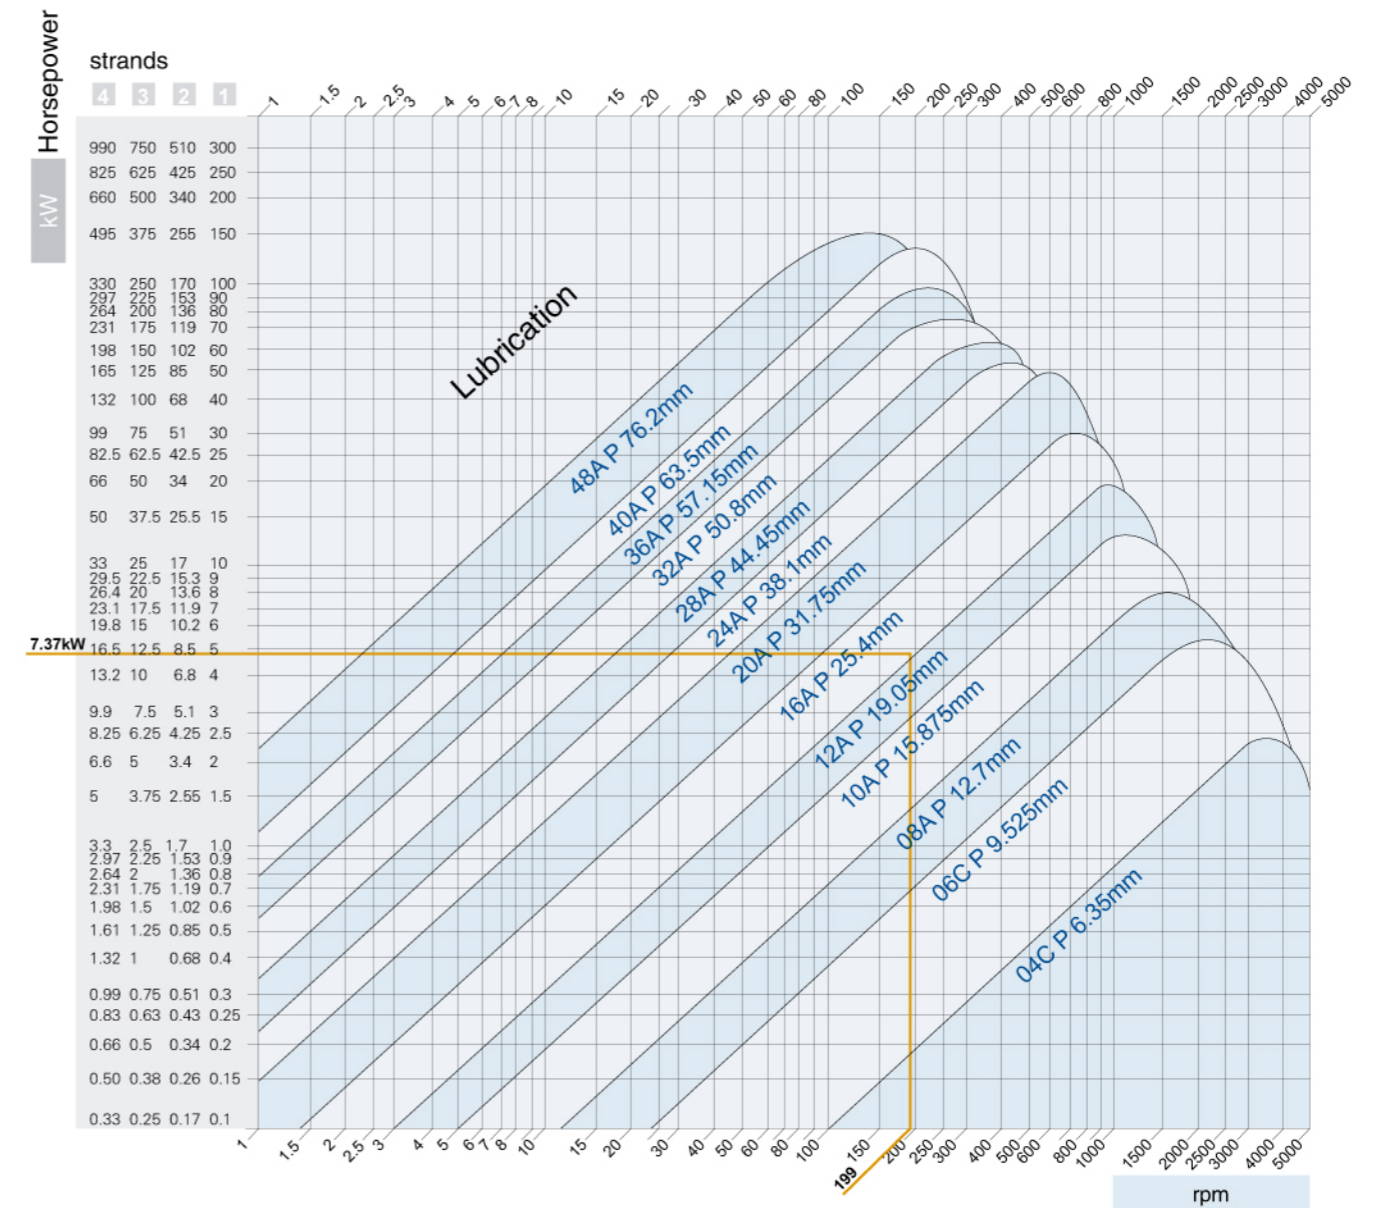 Horsepower
kW
strands
4 3 2 1
1 1.5 2 2.5 3 4 5 6 7 8 10 15 20 30 40 50 60 80 100 150 200 250 300 400 500 600 800 1000 1500 2000 2500 3000 4000 5000
990 750 510 300
825 625 425 250
660 500 340 200
495 375 255 150
330 250 170 100
297 225 153 90
264 200 136 80
231 175 119 70
198 150 102 60
165 125 85 50
132 100 68 40
99 75 51 30
82.5 62.5 42.5 25
66 50 34 20
50 37.5 25.5 15
33 25 17 10
29.5 22.5 15.3 9
26.4 20 13.6 8
23.1 17.5 11.9 7
19.8 15 10.2 6
7.37kW
16.5 12.5 8.5 5
13.2 10 6.8 4
9.9 7.5 5.1 3
8.25 6.25 4.25 2.5
6.6 5 3.4 2
5 3.75 2.55 1.5
3.3 2.5 1.7 1.0
2.97 2.25 1.53 0.9
2.64 2 1.36 0.8
2.31 1.75 1.19 0.7
1.98 1.5 1.02 0.6
1.61 1.25 0.85 0.5
1.32 1 0.68 0.4
0.99 0.75 0.51 0.3
0.83 0.63 0.43 0.25
0.66 0.5 0.34 0.2
0.50 0.38 0.26 0.15
0.33 0.25 0.17 0.1
Lubrication
48A P 76.2mm
40A P 63.5mm
36A P 57.15mm
32A P 50.8mm
28A P 44.45mm
24A P 38.1mm
20A P 31.75mm
16A P 25.4mm
12A P 19.05mm
10A P 15.875mm
08A P 12.7mm
06C P 9.525mm
04C P 6.35mm
1 1.5 2 2.5 3 4 5 6 7 8 10 15 20 30 40 50 60 80 100 150 200 250 300 400 500 600 800 1000 1500 2000 2500 3000 4000 5000
199
rpm